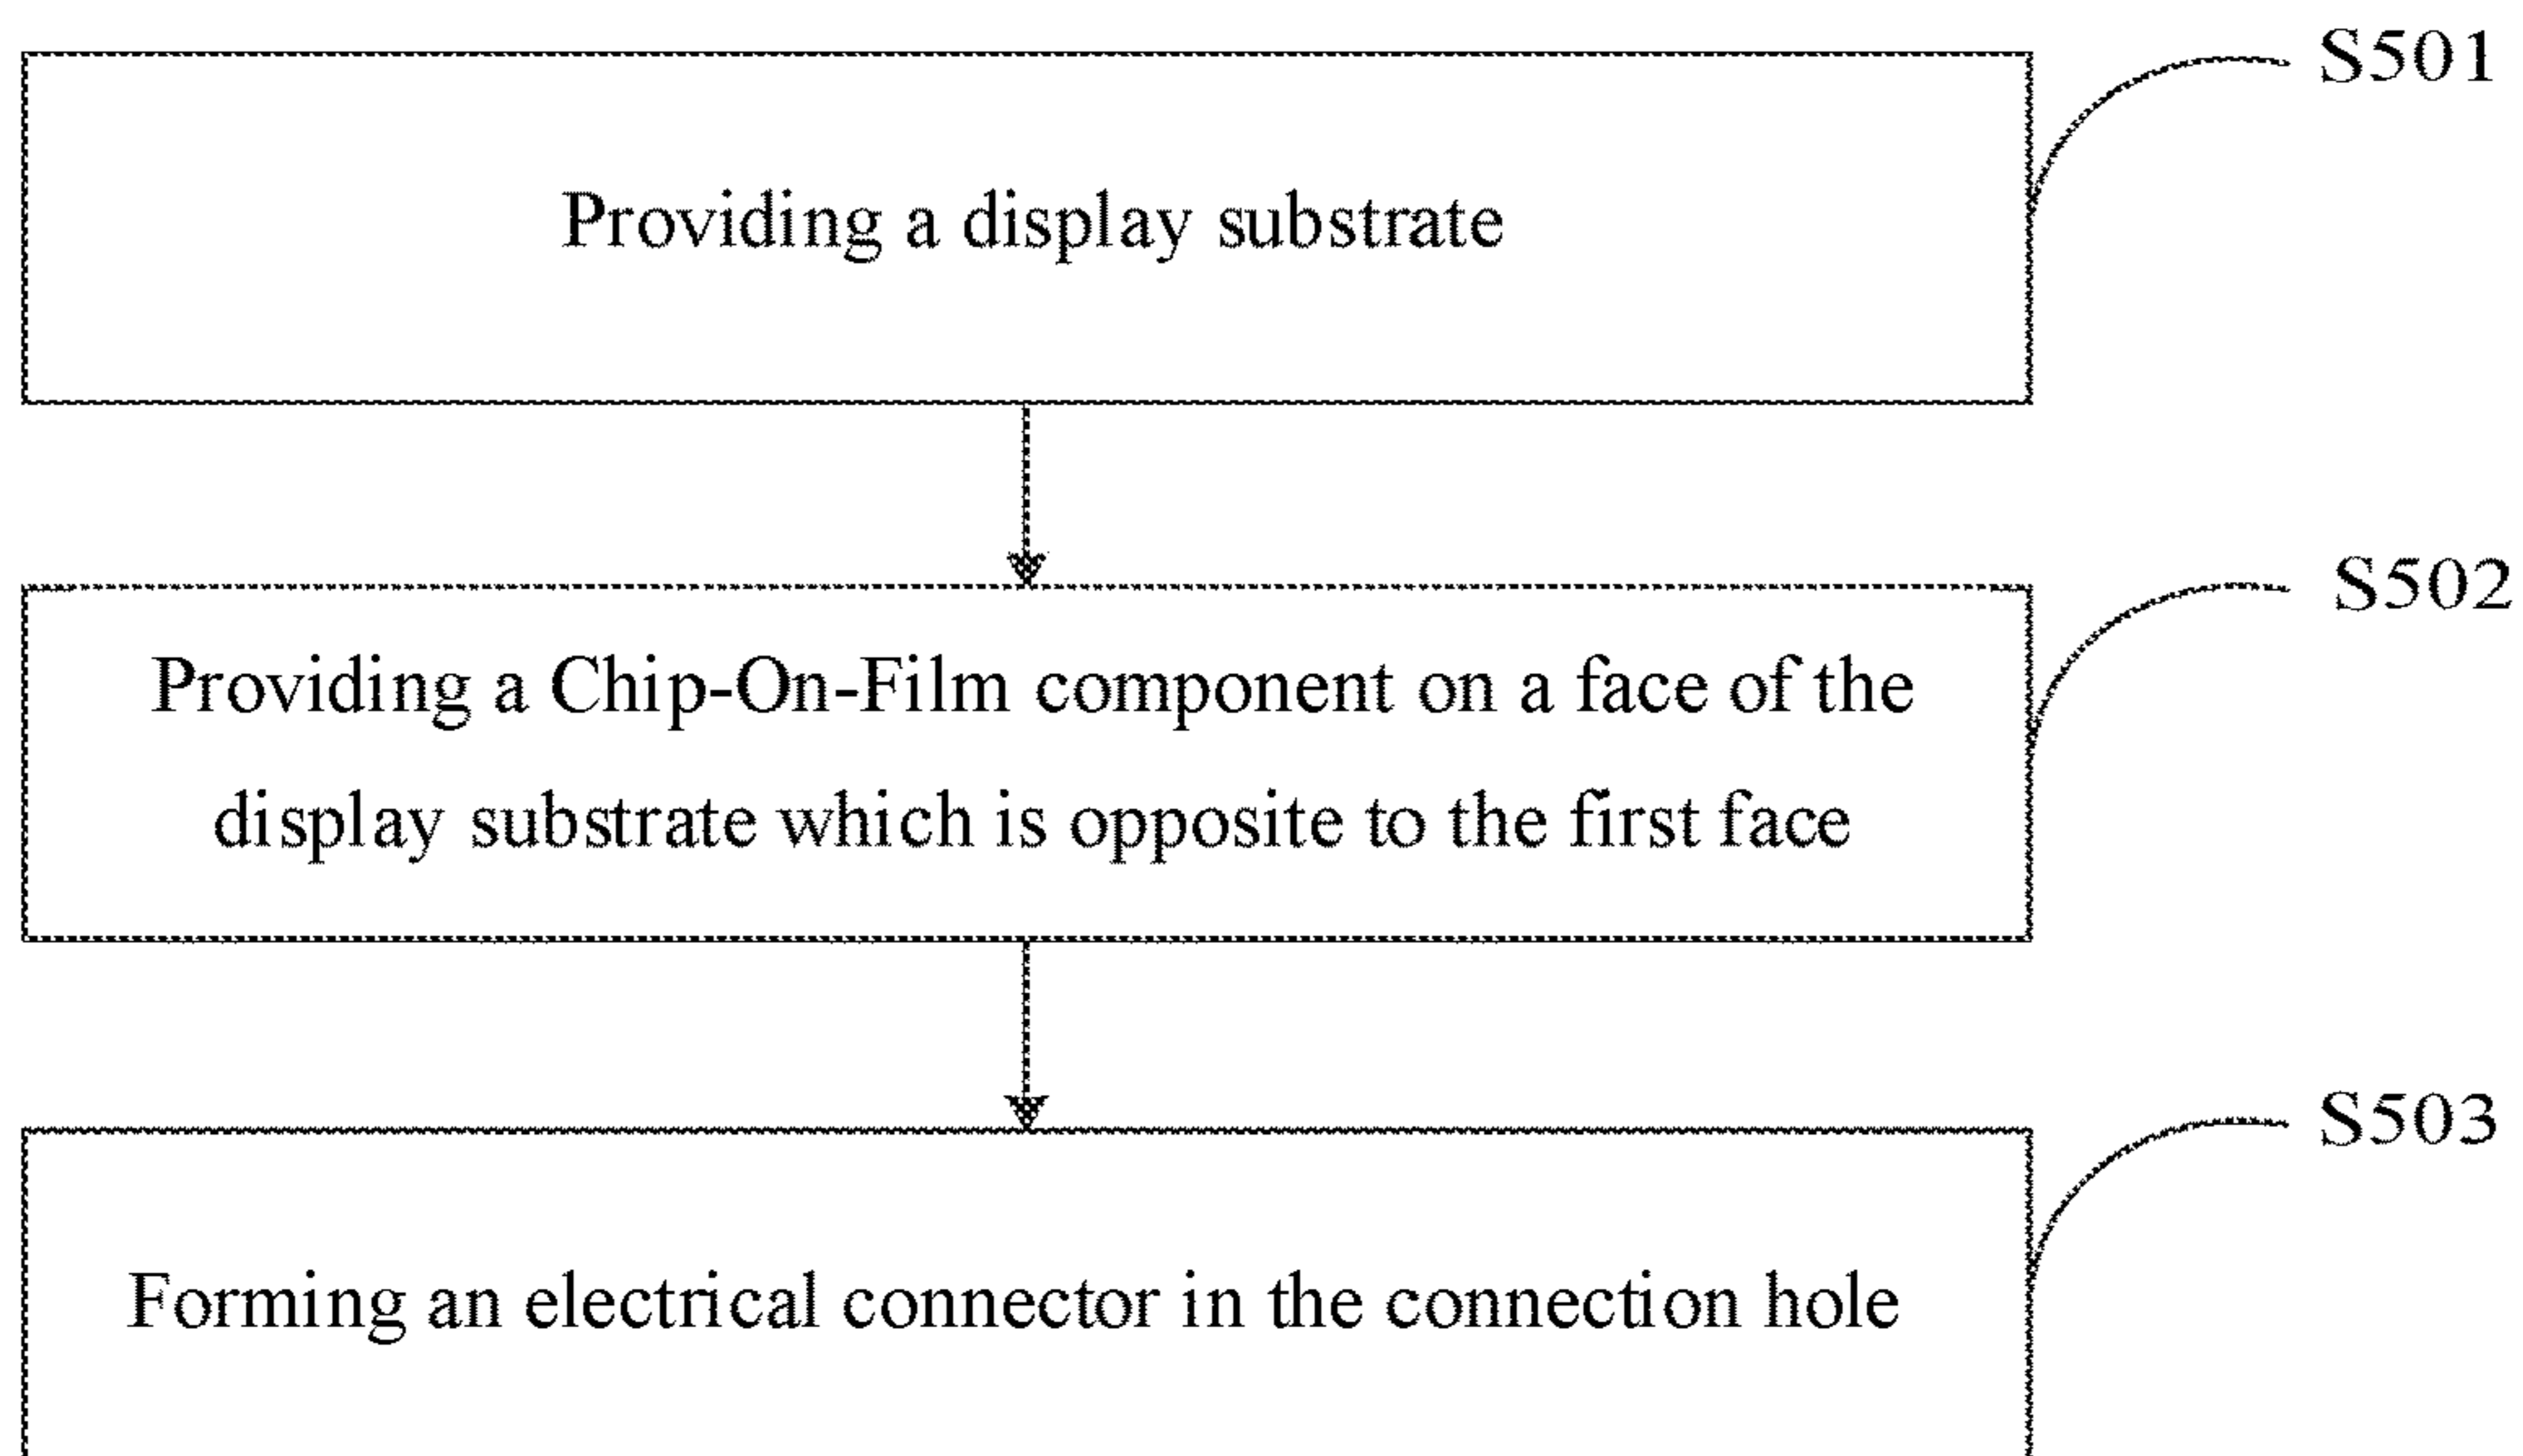 S501
Providing a display substrate
S502
Providing a Chip-On-Film component on a face of the
display substrate which is opposite to the first face
S503
Forming an electrical connector in the connection hole